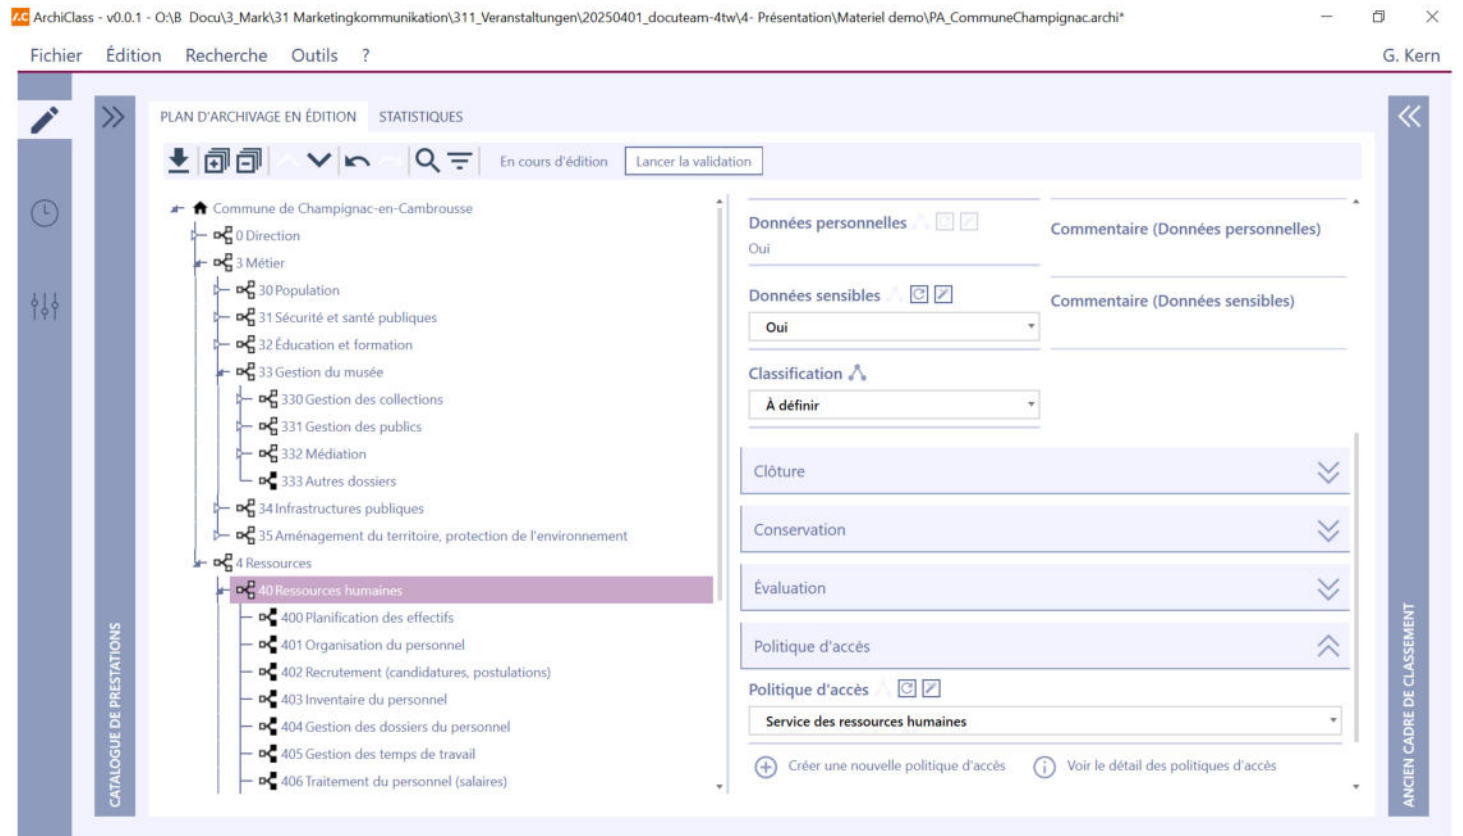 ArchiClass - v0.0.1 - O:\B Docu\3_Mark\31 Marketingkommunikation\311_Veranstaltungen\20250401_docuteam-4tw\4- Présentation\Materiel demo\PA_CommuneChampignac.archi*
Fichier Édition Recherche Outils ? G. Kern
PLAN D'ARCHIVAGE EN ÉDITION STATISTIQUES
En cours d'édition Lancer la validation
CATALOGUE DE PRESTATIONS
Commune de Champignac-en-Cambrousse
0 Direction
3 Métier
30 Population
31 Sécurité et santé publiques
32 Éducation et formation
33 Gestion du musée
330 Gestion des collections
331 Gestion des publics
332 Médiation
333 Autres dossiers
34 Infrastructures publiques
35 Aménagement du territoire, protection de l'environnement
4 Ressources
40 Ressources humaines
400 Planification des effectifs
401 Organisation du personnel
402 Recrutement (candidatures, postulations)
403 Inventaire du personnel
404 Gestion des dossiers du personnel
405 Gestion des temps de travail
406 Traitement du personnel (salaires)
Données personnelles
Oui
Commentaire (Données personnelles)
Données sensibles
Oui
Commentaire (Données sensibles)
Classification
À définir
Clôture
Conservation
Évaluation
Politique d'accès
Politique d'accès
Service des ressources humaines
Créer une nouvelle politique d'accès Voir le détail des politiques d'accès
ANCIEN CADRE DE CLASSEMENT